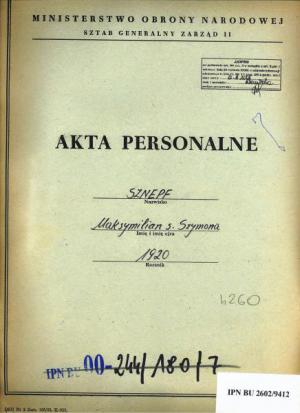 MINISTERSTWO OBRONY NARODOWEJ
SZTAB GENERALNY ZARZĄD II
AKTA PERSONALNE
SZNEPF
Nazwisko
Maksymilian s. Szymona
Imię i imię ojca
1920
Rocznik
6260
IPN BU 00-244/180/7
IPN BU 2602/9412